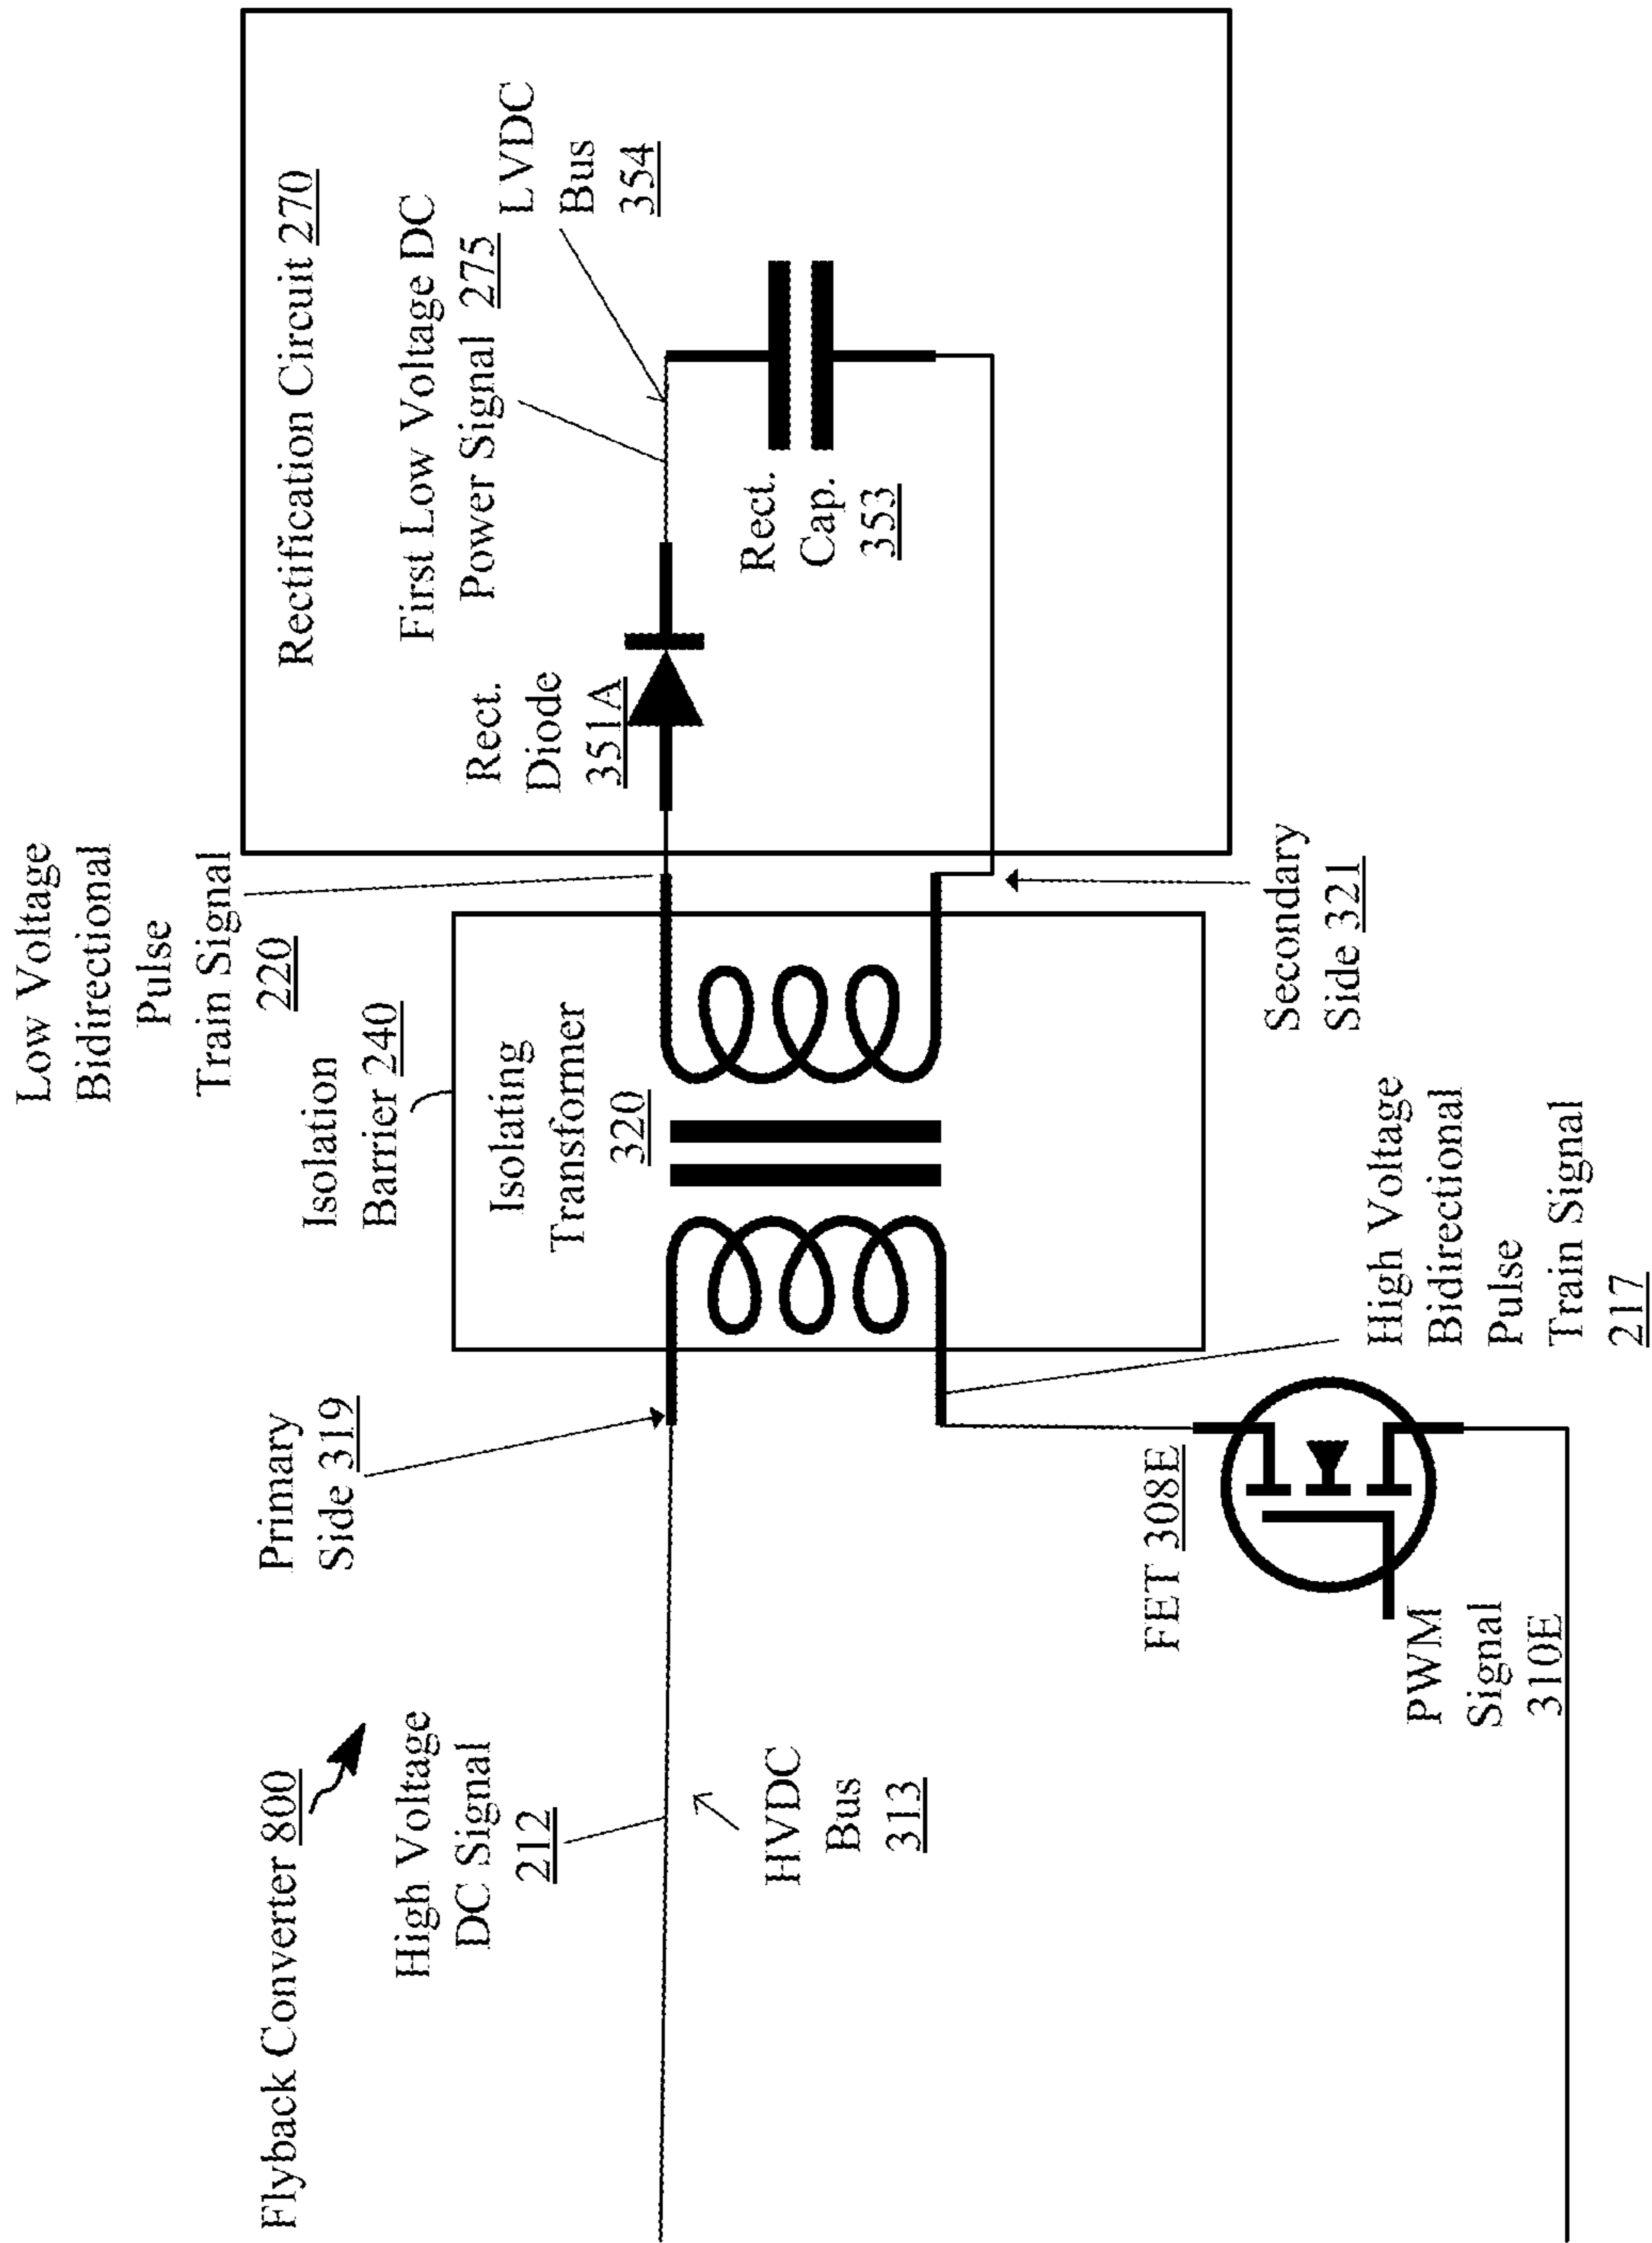 Flyback Converter 800
High Voltage
DC Signal
212
HVDC
Bus
313
Primary
Side 319
FET 308E
PWM
Signal
310E
Isolation
Barrier 240
Isolating
Transformer
320
High Voltage
Bidirectional
Pulse
Train Signal
217
Low Voltage
Bidirectional
Pulse
Train Signal
220
Secondary
Side 321
Rectification Circuit 270
First Low Voltage DC
Power Signal 275
LVDC
Bus
354
Rect.
Diode
351A
Rect.
Cap.
353